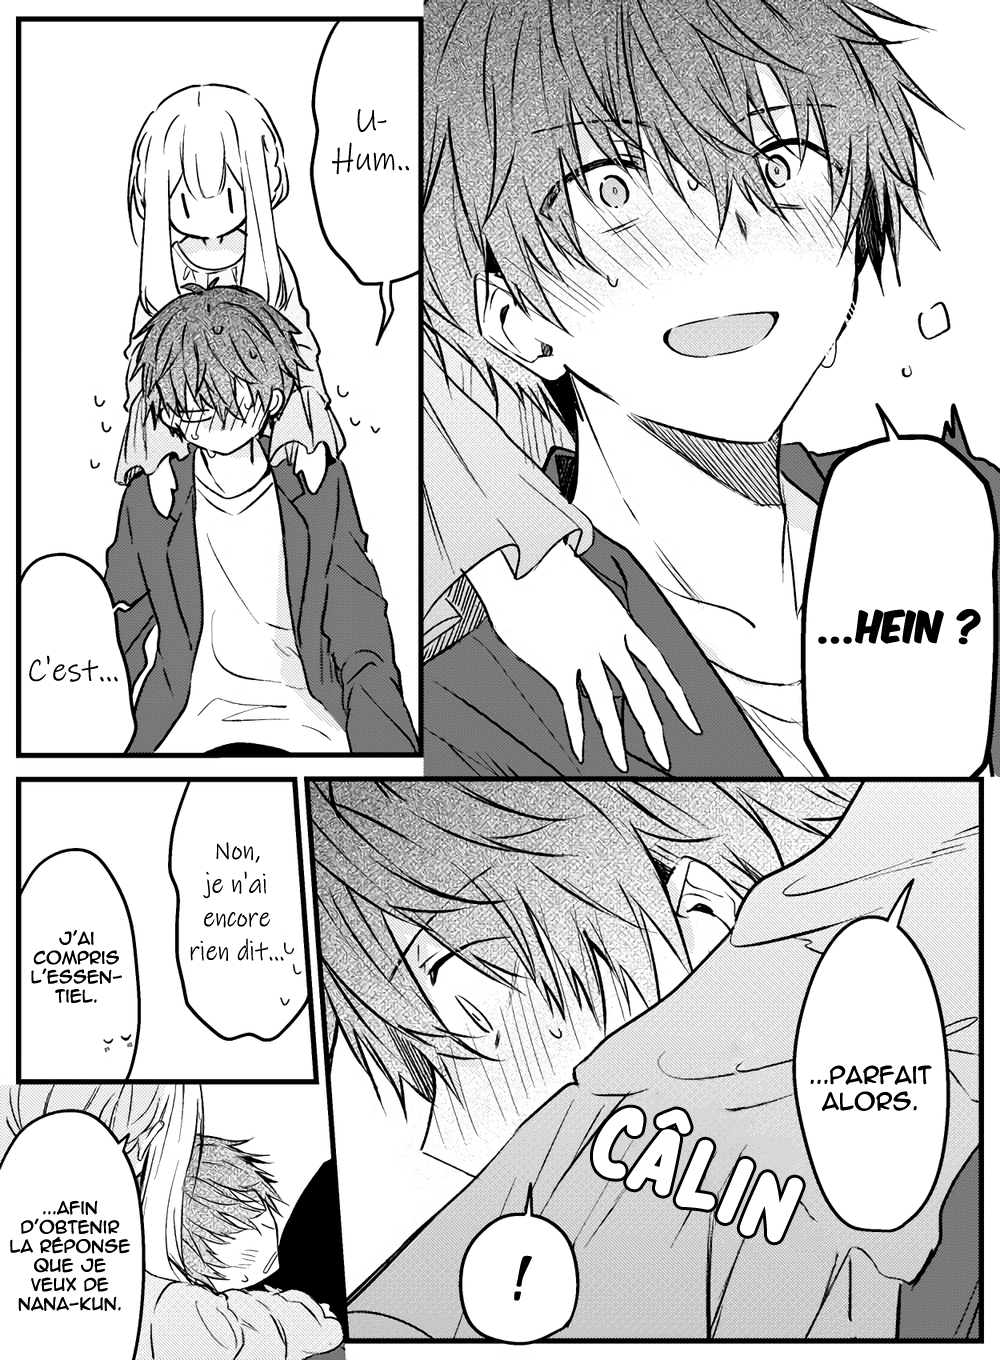 ...HEIN ?
U-
Hum..
C'est...
...PARFAIT
ALORS.
CÂLIN
!
Non,
je n'ai
encore
rien dit...
J'AI
COMPRIS
L'ESSEN-
TIEL.
...AFIN
D'OBTENIR
LA RÉPONSE
QUE JE
VEUX DE
NANA-KUN.